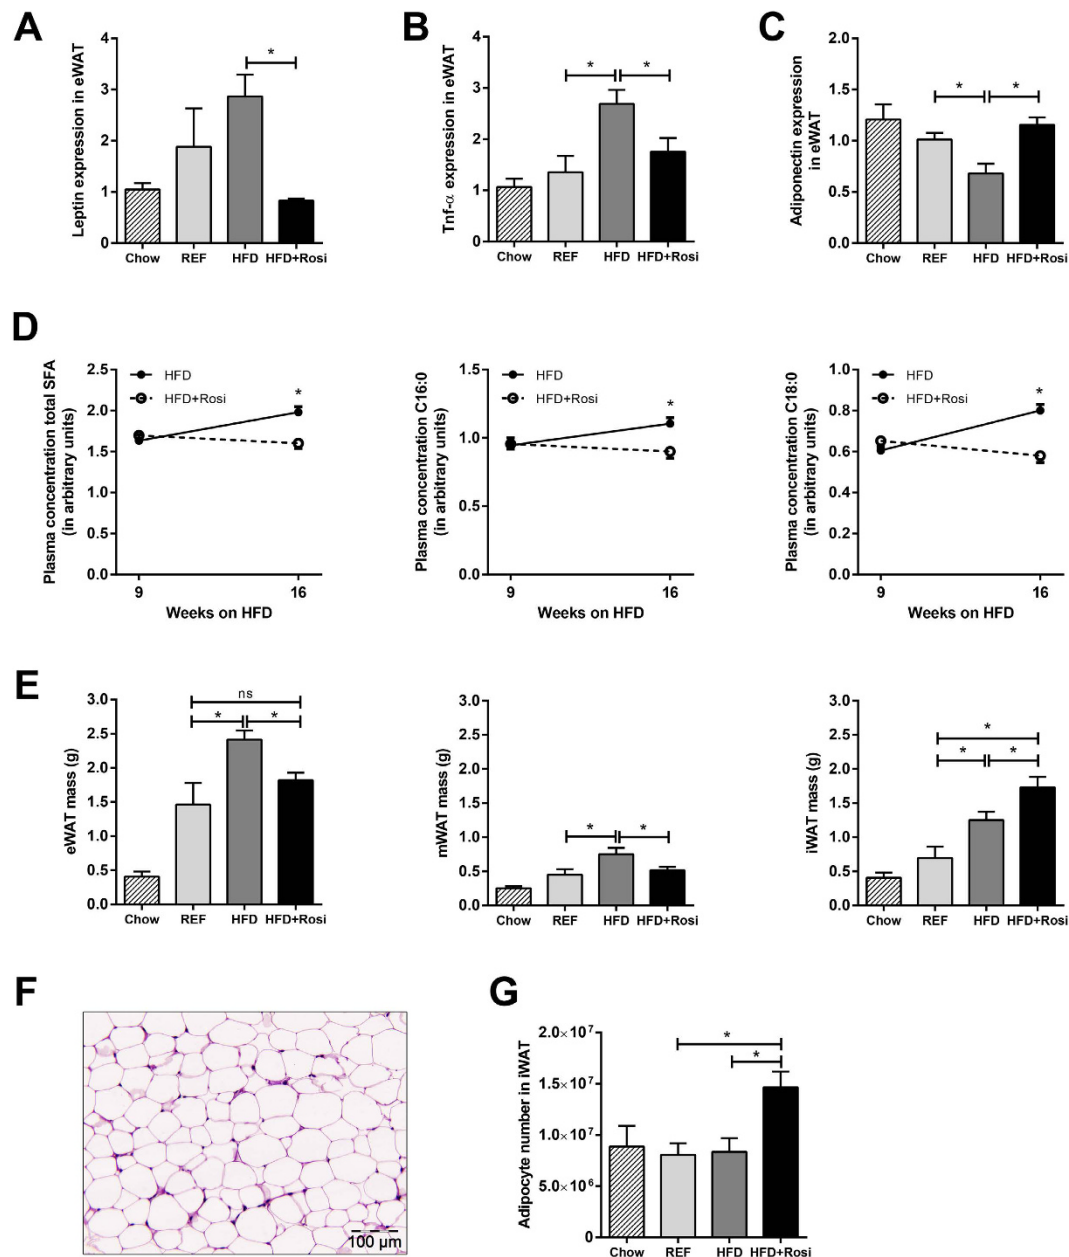 A
Leptin expression in eWAT
4
3
2
1
0
*
Chow REF HFD HFD+Rosi
B
Tnf-α expression in eWAT
4
3
2
1
0
* *
Chow REF HFD HFD+Rosi
C
Adiponectin expression
in eWAT
2.0
1.5
1.0
0.5
0.0
* *
Chow REF HFD HFD+Rosi
D
Plasma concentration total SFA
(in arbitrary units)
2.5
2.0
1.5
1.0
0.5
0.0
HFD
HFD+Rosi
*
9 16
Weeks on HFD
Plasma concentration C16:0
(in arbitrary units)
1.5
1.0
0.5
0.0
HFD
HFD+Rosi
*
9 16
Weeks on HFD
Plasma concentration C18:0
(in arbitrary units)
1.0
0.8
0.6
0.4
0.2
0.0
HFD
HFD+Rosi
*
9 16
Weeks on HFD
E
eWAT mass (g)
3.0
2.5
2.0
1.5
1.0
0.5
0.0
ns
* *
Chow REF HFD HFD+Rosi
mWAT mass (g)
3.0
2.5
2.0
1.5
1.0
0.5
0.0
* *
Chow REF HFD HFD+Rosi
iWAT mass (g)
3.0
2.5
2.0
1.5
1.0
0.5
0.0
*
* *
Chow REF HFD HFD+Rosi
F
100 µm
G
Adipocyte number in iWAT
2.0×10⁷
1.5×10⁷
1.0×10⁷
5.0×10⁶
0
*
*
Chow REF HFD HFD+Rosi